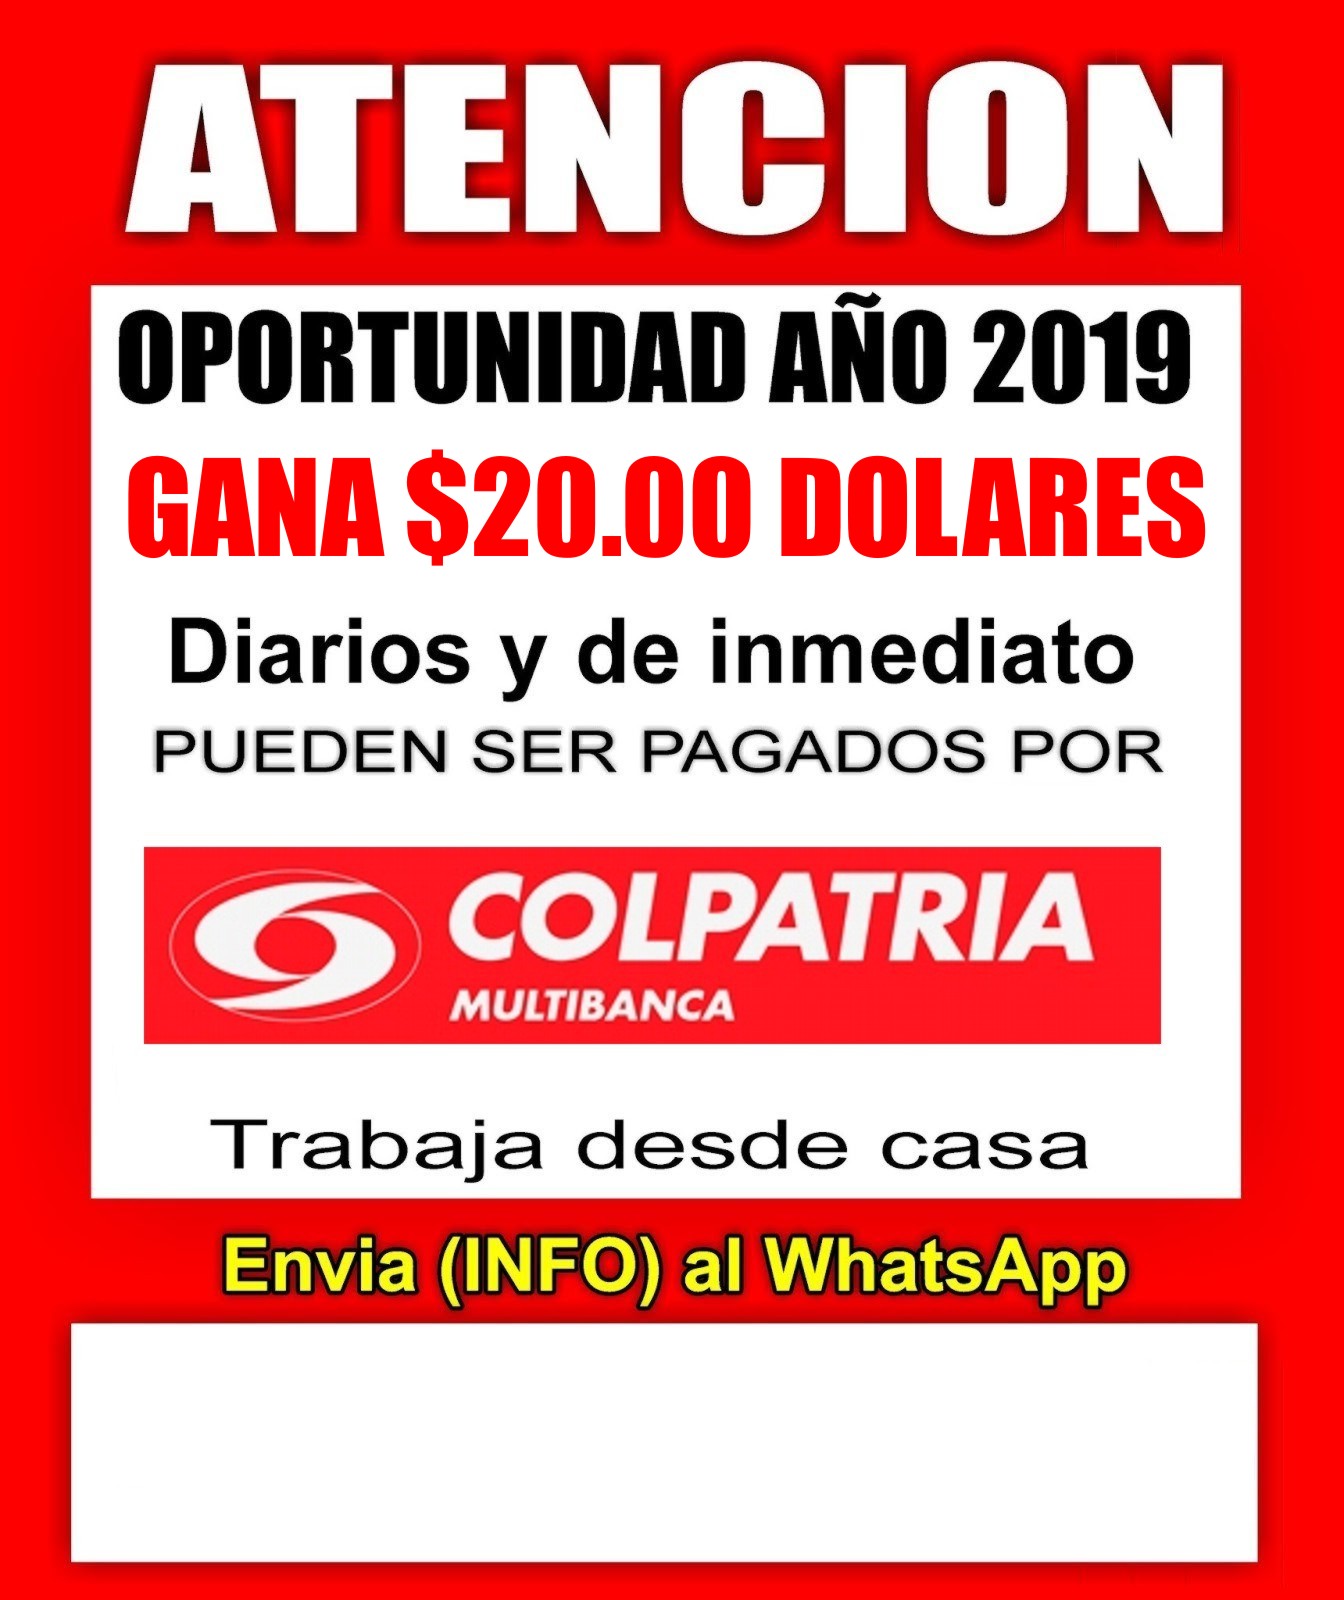 ATENCION
OPORTUNIDAD AÑO 2019
GANA $20.00 DOLARES
Diarios y de inmediato
PUEDEN SER PAGADOS POR
COLPATRIA
MULTIBANCA
Trabaja desde casa
Envia (INFO) al WhatsApp